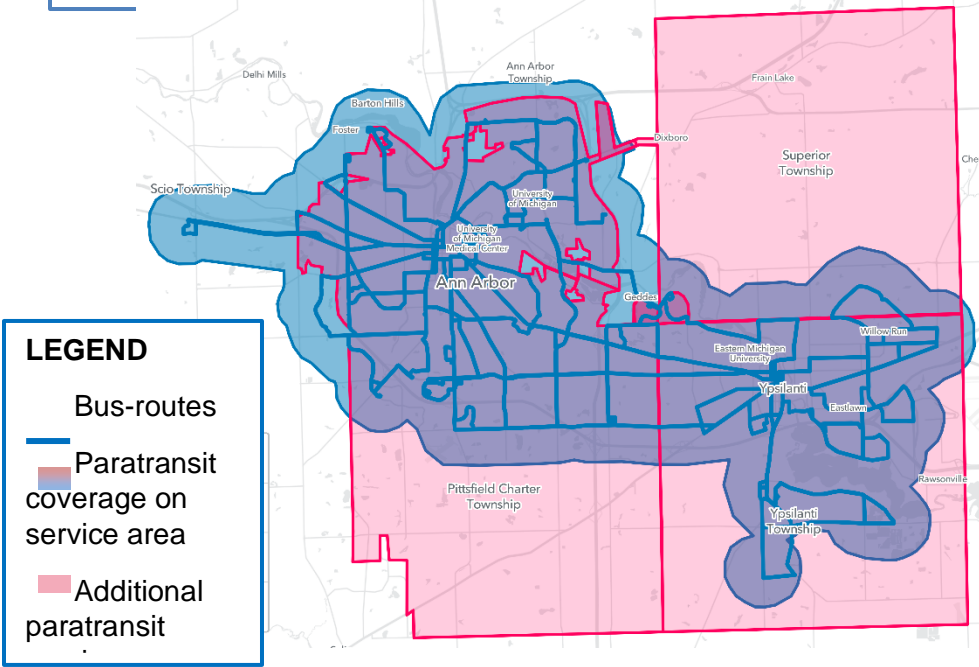 Delhi Mills
Ann Arbor
Township
Frain Lake
Barton Hills
Foster
Dixboro
Superior
Township
Scio Township
University
of Michigan
University
of Michigan
Medical Center
Ann Arbor
Geddes
Willow Run
Eastern Michigan
University
Ypsilanti
Eastlawn
Rawsonville
Pittsfield Charter
Township
Ypsilanti
Township
LEGEND
Bus-routes
Paratransit
coverage on
service area
Additional
paratransit